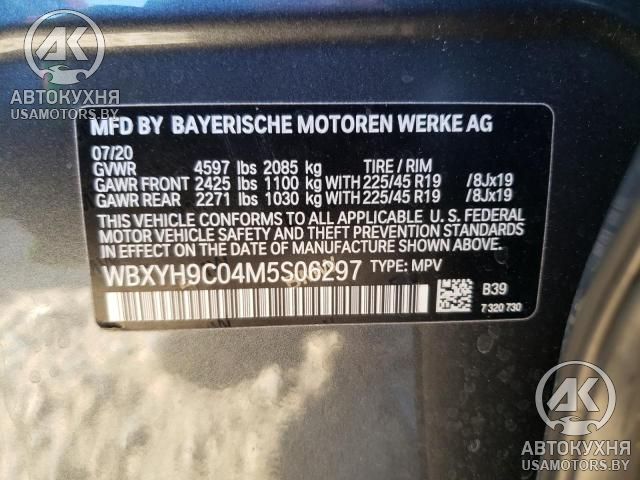 AK
АВТОКУХНЯ
USAMOTORS.BY
MFD BY BAYERISCHE MOTOREN WERKE AG
07/20
GVWR 4597 lbs 2085 kg TIRE / RIM
GAWR FRONT 2425 lbs 1100 kg WITH 225/45 R19 /8Jx19
GAWR REAR 2271 lbs 1030 kg WITH 225/45 R19 /8Jx19
THIS VEHICLE CONFORMS TO ALL APPLICABLE U. S. FEDERAL
MOTOR VEHICLE SAFETY, BUMPER, AND THEFT PREVENTION
STANDARDS IN EFFECT ON THE DATE OF MANUFACTURE
SHOWN ABOVE.
WBXYH9C04M5S06297 TYPE: MPV
B39
7 320 730
AK
АВТОКУХНЯ
USAMOTORS.BY